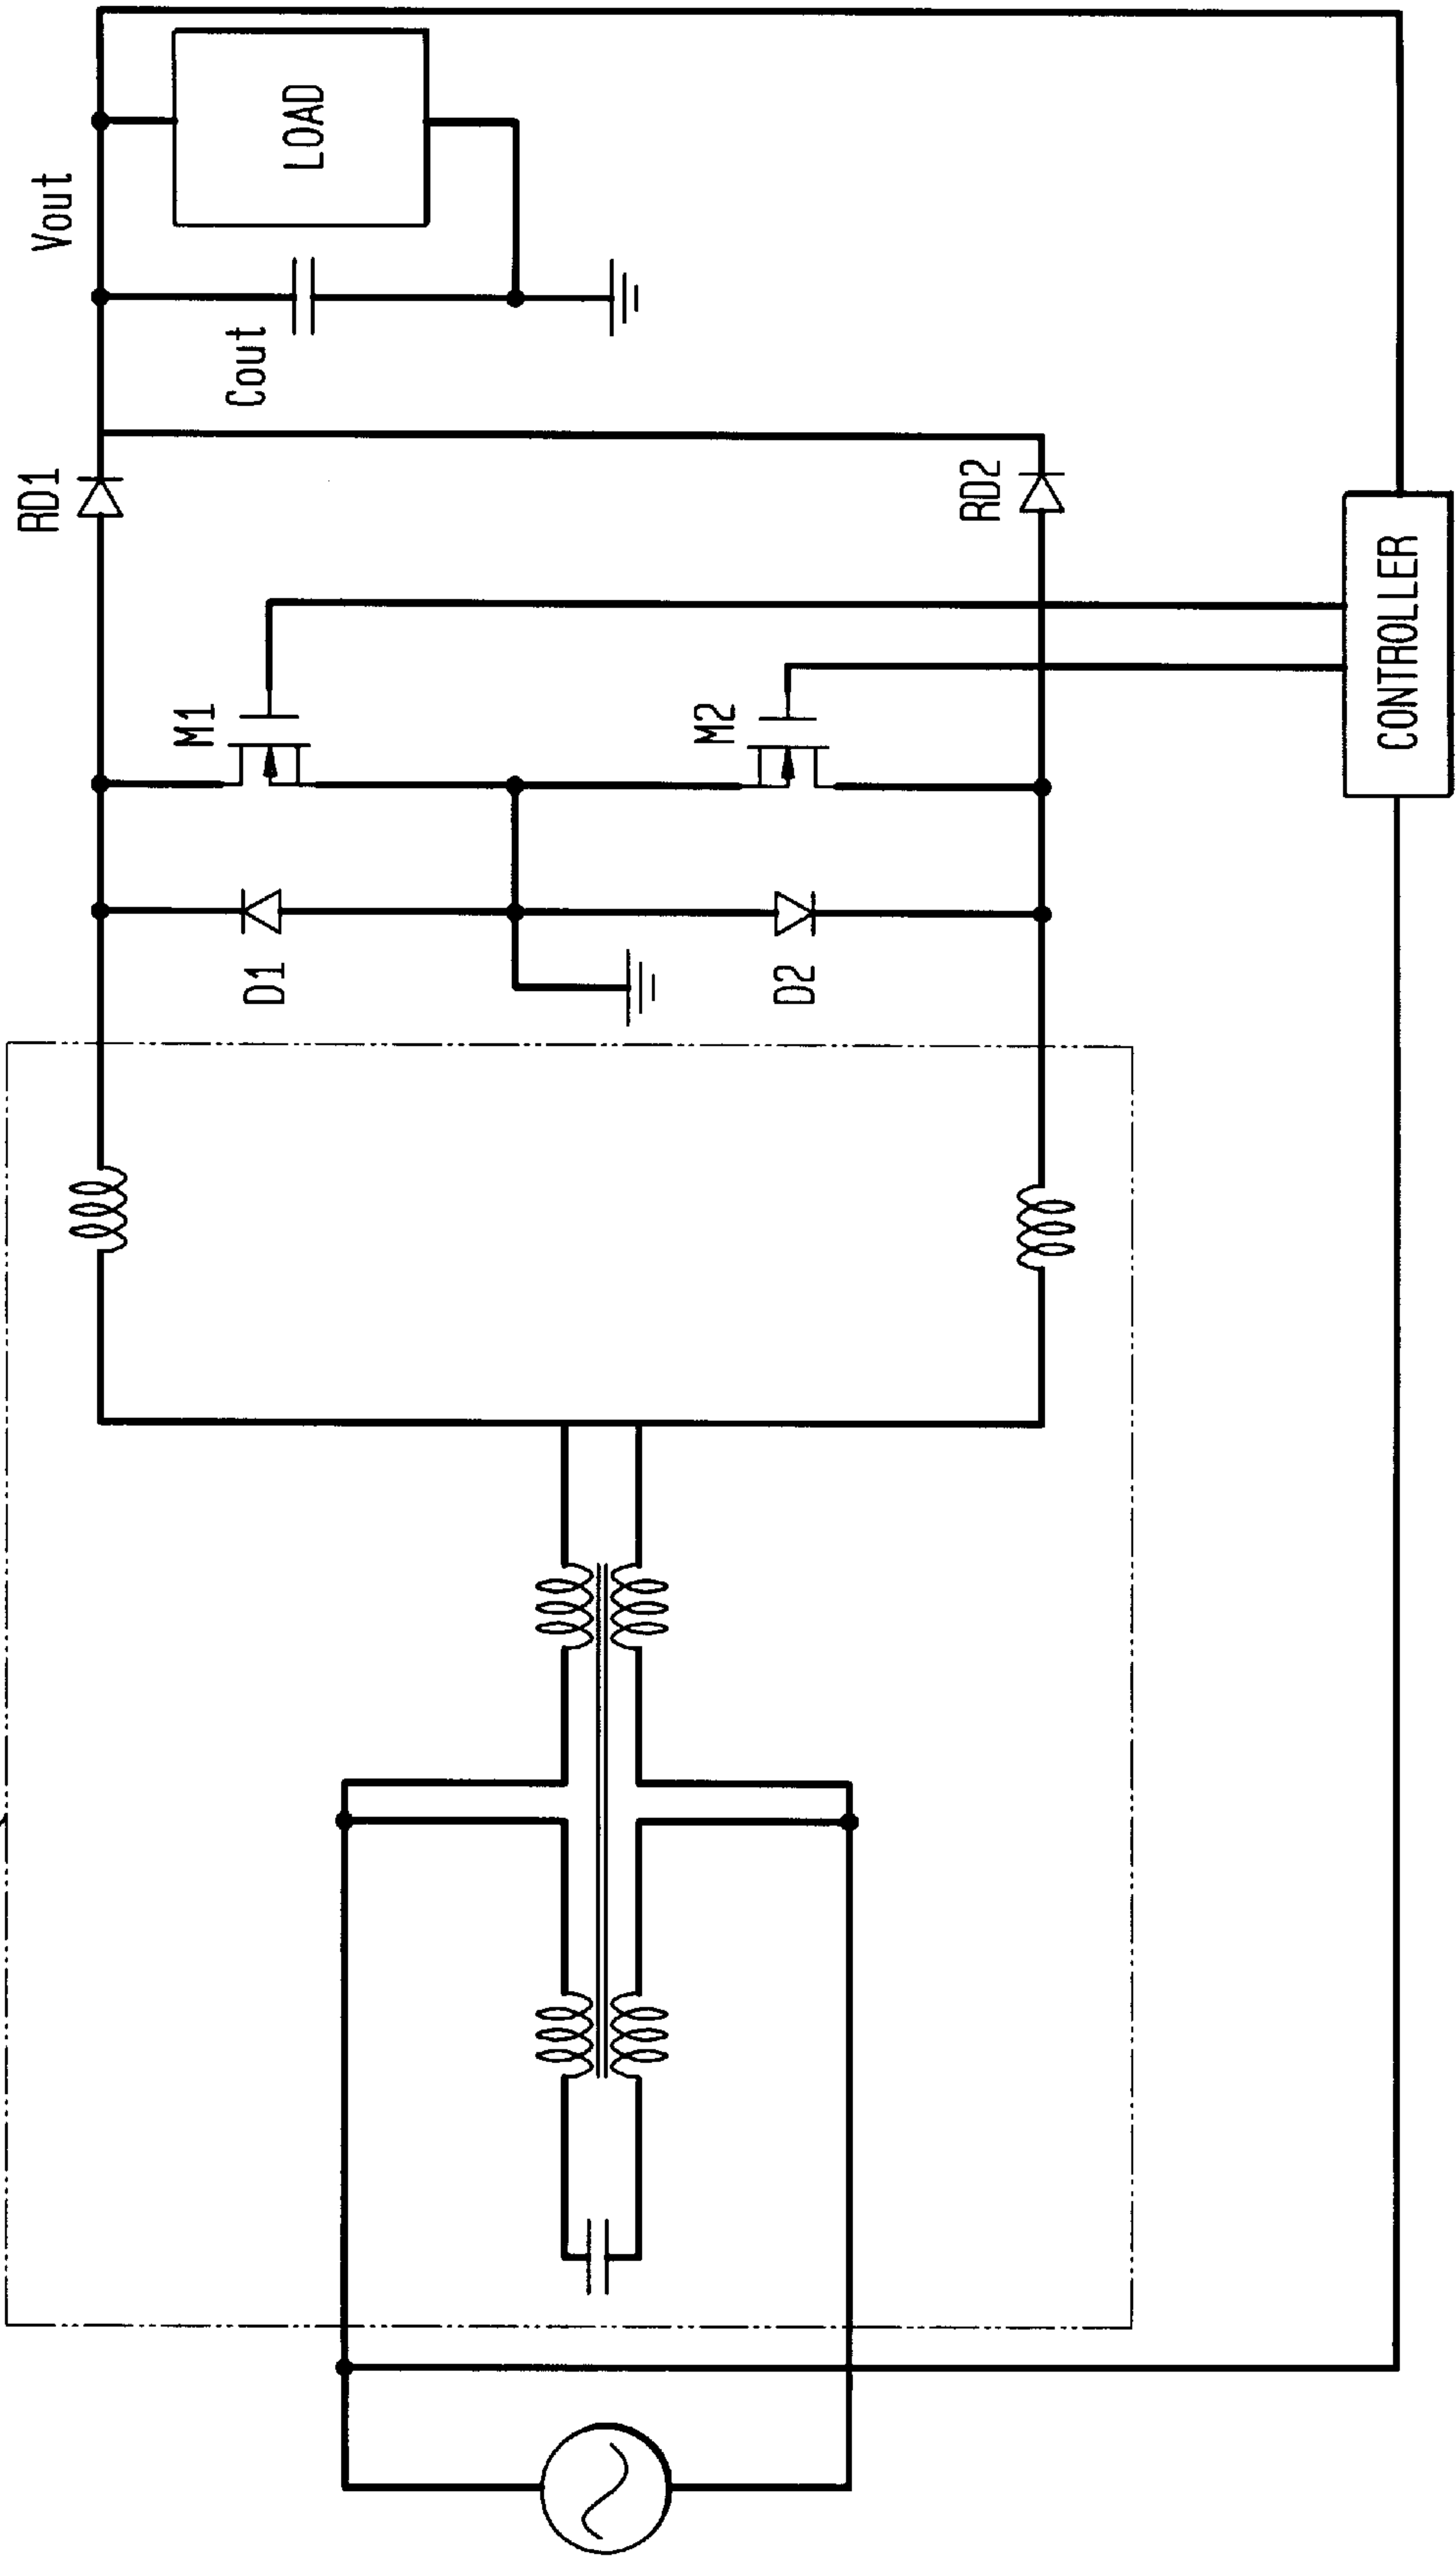 Vout
LOAD
Cout
RD1
RD2
M1
M2
D1
D2
CONTROLLER